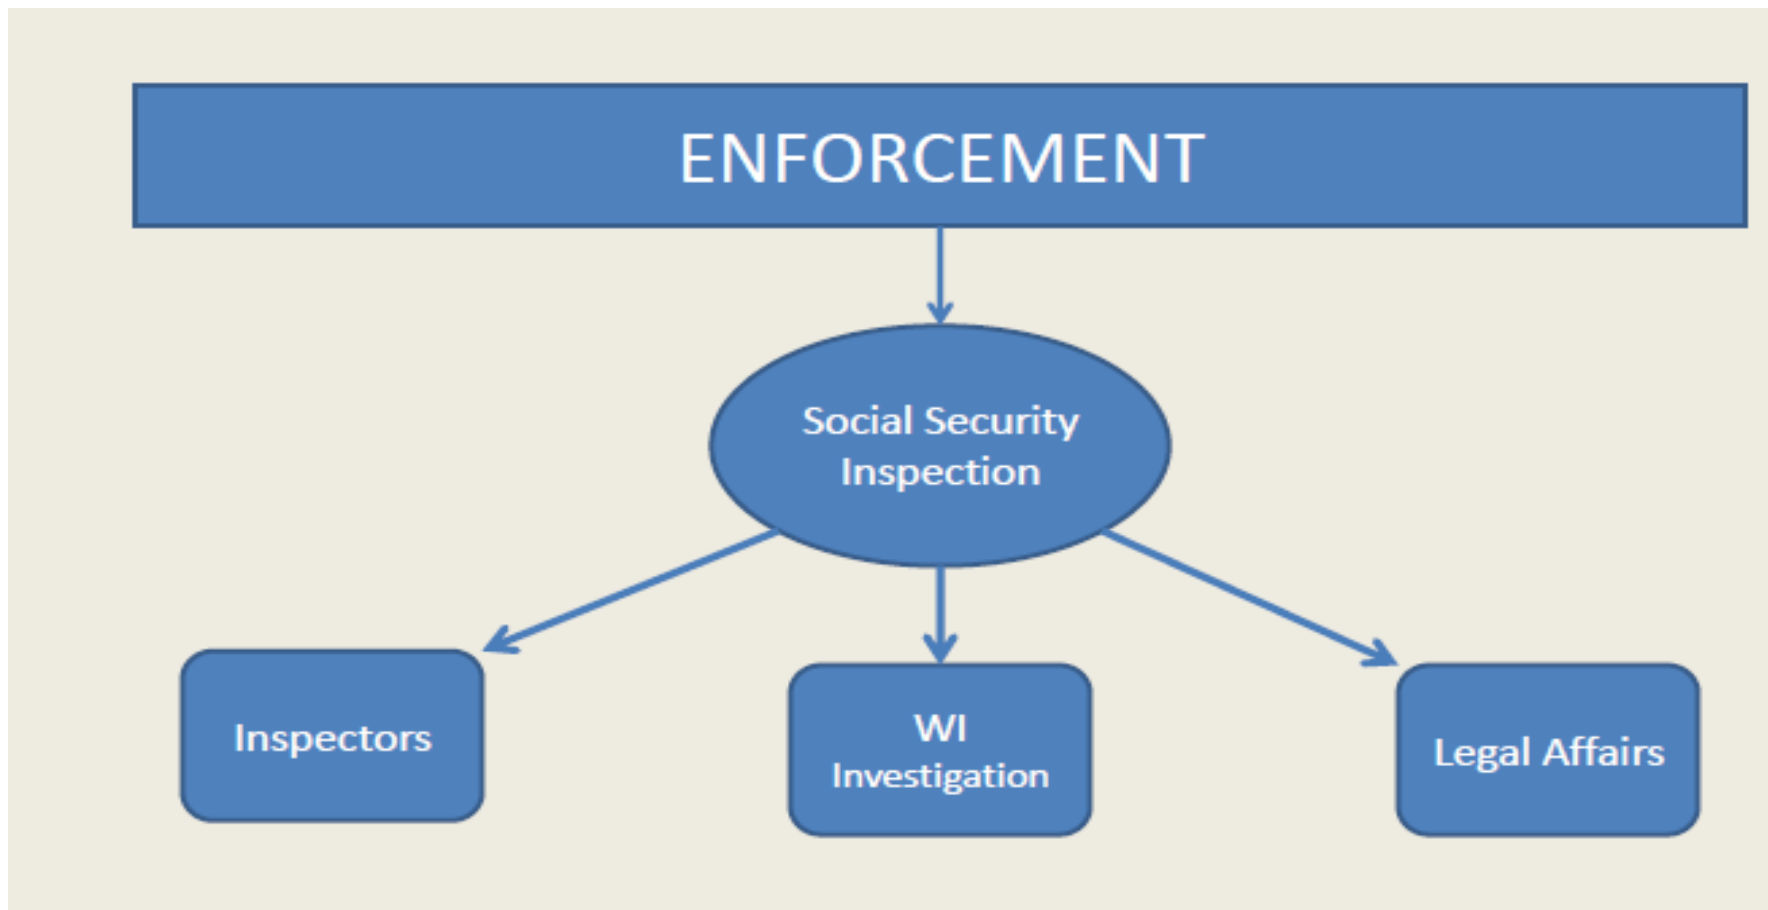 ENFORCEMENT
Social Security
Inspection
Inspectors
WI
Investigation
Legal Affairs